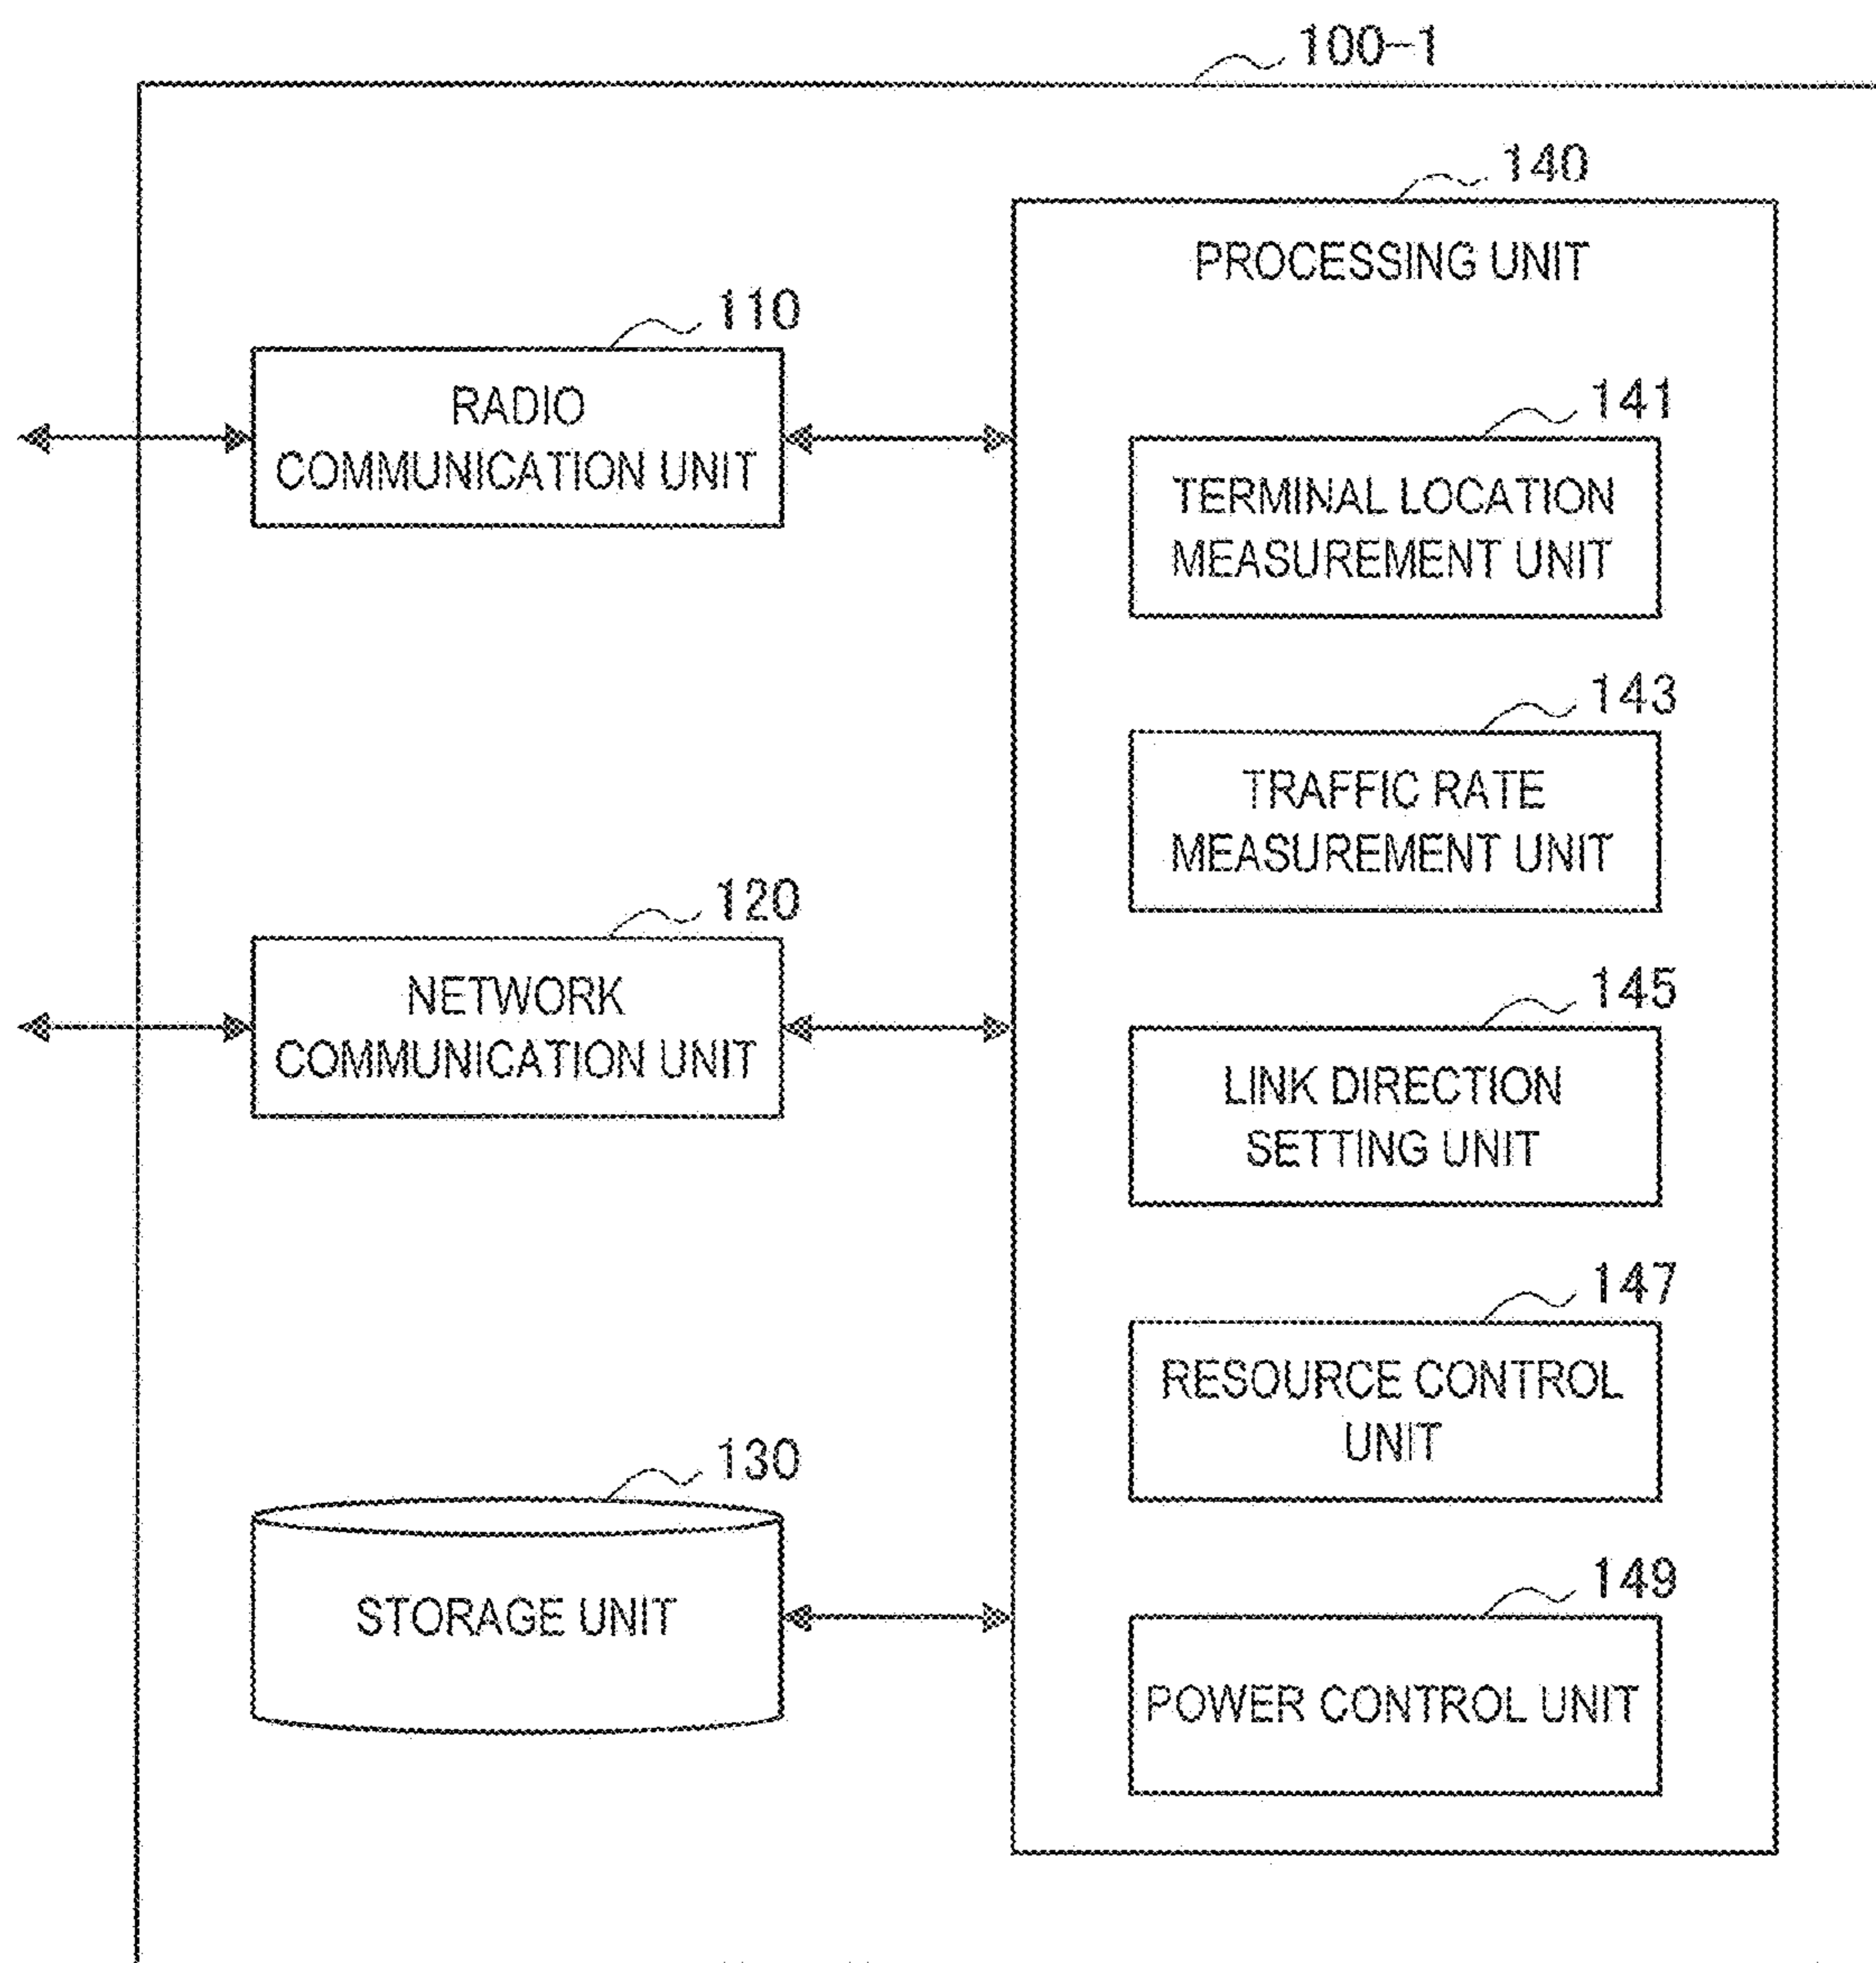 100-1
140
PROCESSING UNIT
110
RADIO
COMMUNICATION UNIT
141
TERMINAL LOCATION
MEASUREMENT UNIT
143
TRAFFIC RATE
MEASUREMENT UNIT
120
NETWORK
COMMUNICATION UNIT
145
LINK DIRECTION
SETTING UNIT
147
RESOURCE CONTROL
UNIT
130
STORAGE UNIT
149
POWER CONTROL UNIT